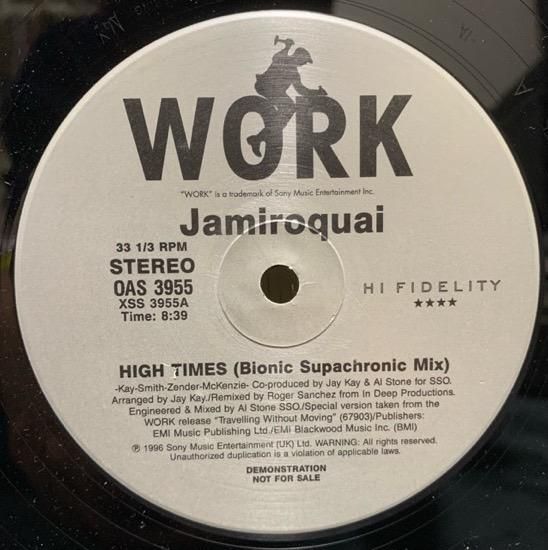 WORK
"WORK" is a trademark of Sony Music Entertainment Inc.
Jamiroquai
33 1/3 RPM
STEREO
OAS 3955
XSS 3955A
Time: 8:39
HI FIDELITY
★★★★
HIGH TIMES (Bionic Supachronic Mix)
-Kay-Smith-Zender-McKenzie- Co-produced by Jay Kay & Al Stone for SSO.
Arranged by Jay Kay./Remixed by Roger Sanchez from In Deep Productions.
Engineered & Mixed by Al Stone SSO./Special version taken from the
WORK release "Travelling Without Moving" (67903)/Publishers:
EMI Music Publishing Ltd./EMI Blackwood Music Inc. (BMI)
℗ 1996 Sony Music Entertainment (UK) Ltd. WARNING: All rights reserved.
Unauthorized duplication is a violation of applicable laws.
DEMONSTRATION
NOT FOR SALE